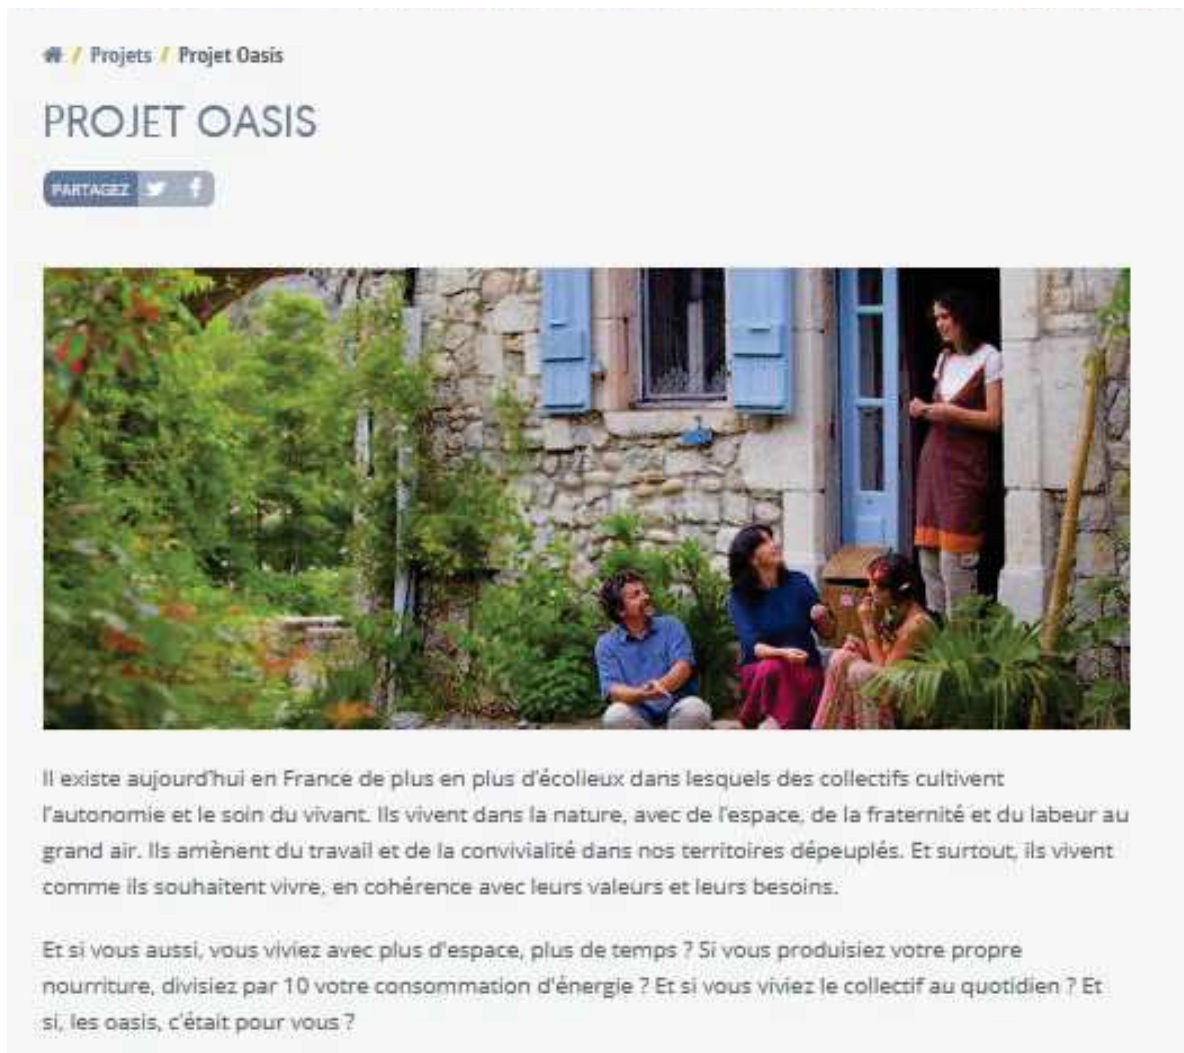 / Projets / Projet Oasis
PROJET OASIS
PARTAGEZ
Il existe aujourd'hui en France de plus en plus d'écolieux dans lesquels des collectifs cultivent
l'autonomie et le soin du vivant. Ils vivent dans la nature, avec de l'espace, de la fraternité et du labeur au
grand air. Ils amènent du travail et de la convivialité dans nos territoires dépeuplés. Et surtout, ils vivent
comme ils souhaitent vivre, en cohérence avec leurs valeurs et leurs besoins.
Et si vous aussi, vous viviez avec plus d'espace, plus de temps ? Si vous produisiez votre propre
nourriture, divisiez par 10 votre consommation d'énergie ? Et si vous viviez le collectif au quotidien ? Et
si, les oasis, c'était pour vous ?